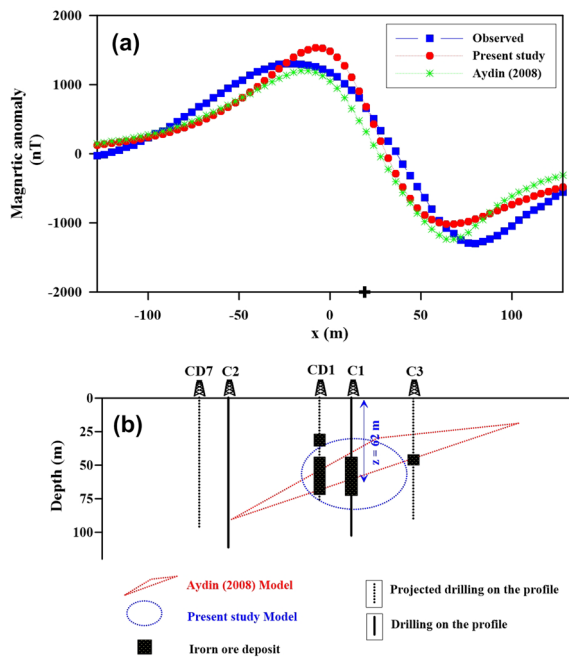 (a)
Observed
Present study
Aydin (2008)
Magnrtic anomaly
(nT)
2000
1000
0
-1000
-2000
-100
-50
0
50
100
x (m)
CD7
C2
CD1
C1
C3
(b)
Depth (m)
0
25
50
75
100
z = 62 m
Aydin (2008) Model
Present study Model
Irorn ore deposit
Projected drilling on the profile
Drilling on the profile